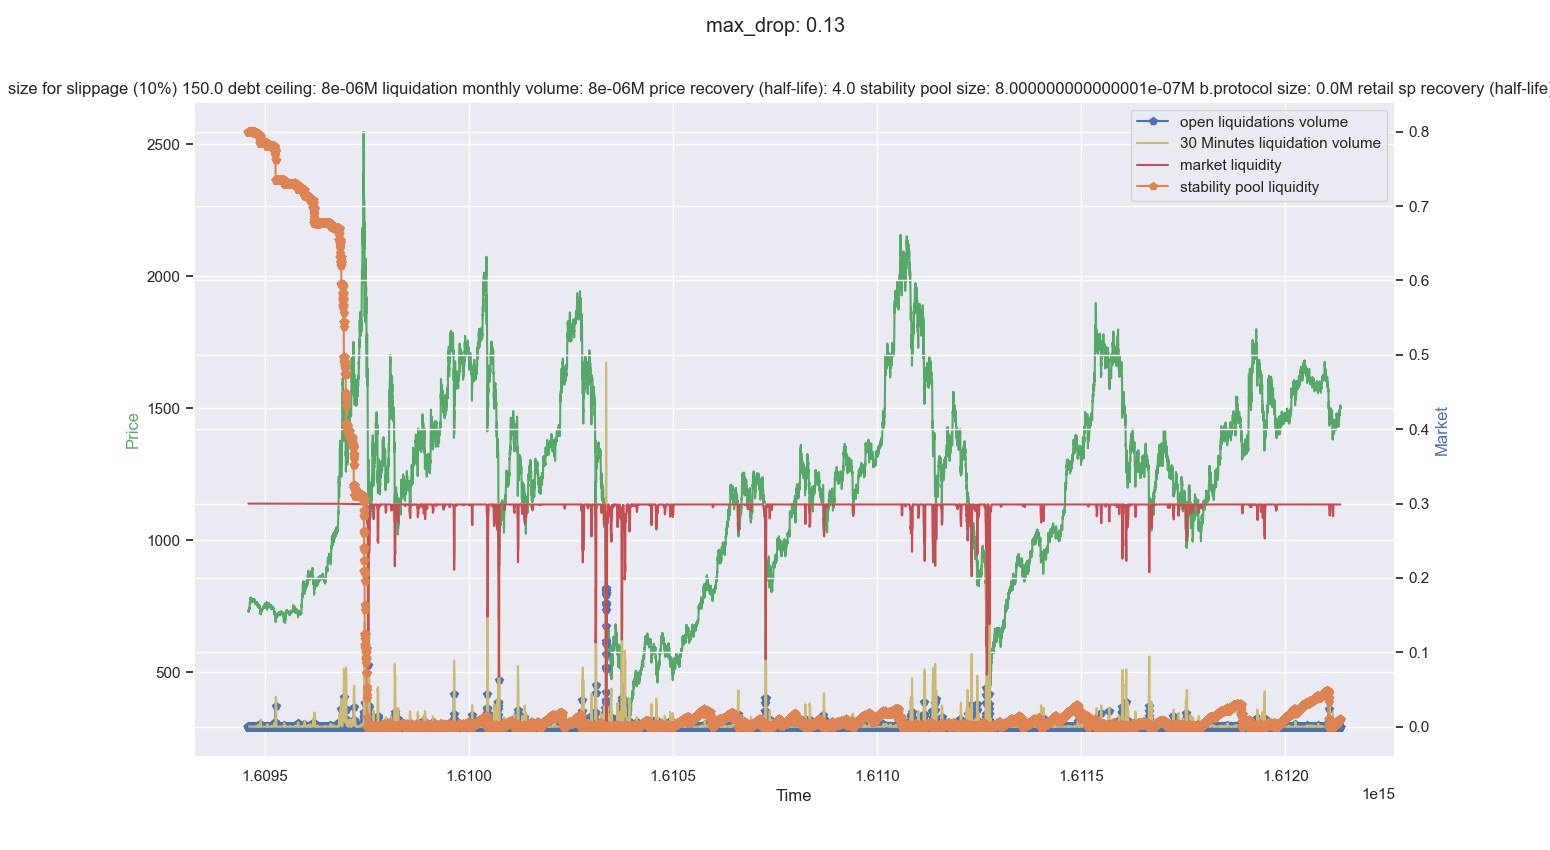 max_drop: 0.13
size for slippage (10%) 150.0 debt ceiling: 8e-06M liquidation monthly volume: 8e-06M price recovery (half-life): 4.0 stability pool size: 8.000000000000001e-07M b.protocol size: 0.0M retail sp recovery (half-life)
open liquidations volume
30 Minutes liquidation volume
market liquidity
stability pool liquidity
2500
2000
1500
1000
500
Price
0.8
0.7
0.6
0.5
0.4
0.3
0.2
0.1
0.0
Market
1.6095 1.6100 1.6105 1.6110 1.6115 1.6120
Time
1e15